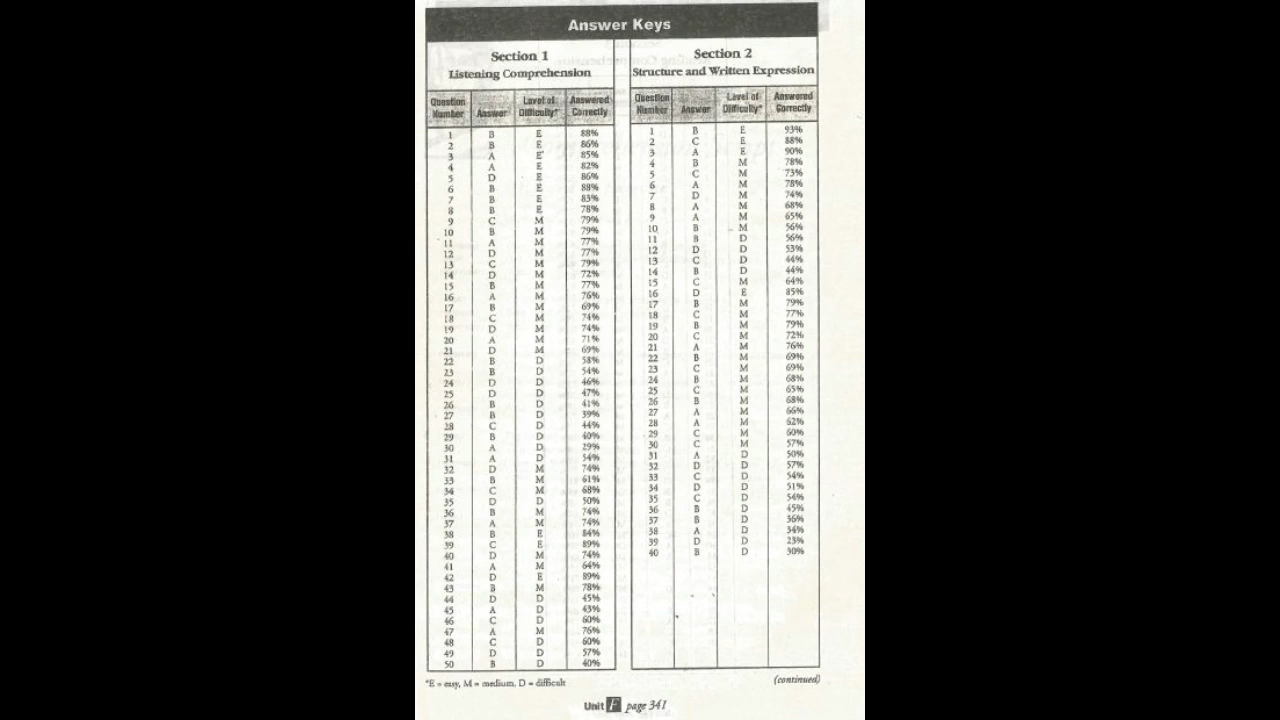 Answer Keys
Section 1
Listening Comprehension
Question Number Answer Level of Difficulty* Answered Correctly
1 B E 88%
2 B E 86%
3 A E 85%
4 A E 82%
5 D E 86%
6 B E 88%
7 B E 83%
8 B E 78%
9 C M 79%
10 B M 79%
11 A M 77%
12 D M 77%
13 C M 79%
14 D M 72%
15 B M 77%
16 A M 76%
17 B M 69%
18 C M 74%
19 D M 74%
20 A M 71%
21 D M 69%
22 B D 58%
23 B D 54%
24 D D 46%
25 D D 47%
26 B D 41%
27 B D 39%
28 C D 44%
29 B D 40%
30 A D 29%
31 A D 54%
32 D M 74%
33 B M 61%
34 C M 68%
35 D D 50%
36 B M 74%
37 A M 74%
38 B E 84%
39 C E 89%
40 D M 74%
41 A M 64%
42 D E 89%
43 B M 78%
44 D D 45%
45 A D 43%
46 C D 60%
47 A M 76%
48 C D 60%
49 D D 57%
50 B D 40%
*E = easy, M = medium, D = difficult
Section 2
Structure and Written Expression
Question Number Answer Level of Difficulty* Answered Correctly
1 B E 93%
2 C E 88%
3 A E 90%
4 B M 78%
5 C M 73%
6 A M 78%
7 D M 74%
8 A M 68%
9 A M 65%
10 B M 56%
11 B D 56%
12 D D 53%
13 C D 44%
14 B D 44%
15 C M 64%
16 D E 85%
17 B M 79%
18 C M 77%
19 B M 79%
20 C M 72%
21 A M 76%
22 B M 69%
23 C M 69%
24 B M 68%
25 C M 65%
26 B M 68%
27 A M 66%
28 A M 62%
29 C M 60%
30 C M 57%
31 A D 50%
32 D D 57%
33 C D 54%
34 D D 51%
35 C D 54%
36 B D 45%
37 B D 36%
38 A D 34%
39 D D 23%
40 B D 30%
(continued)
Unit F page 341